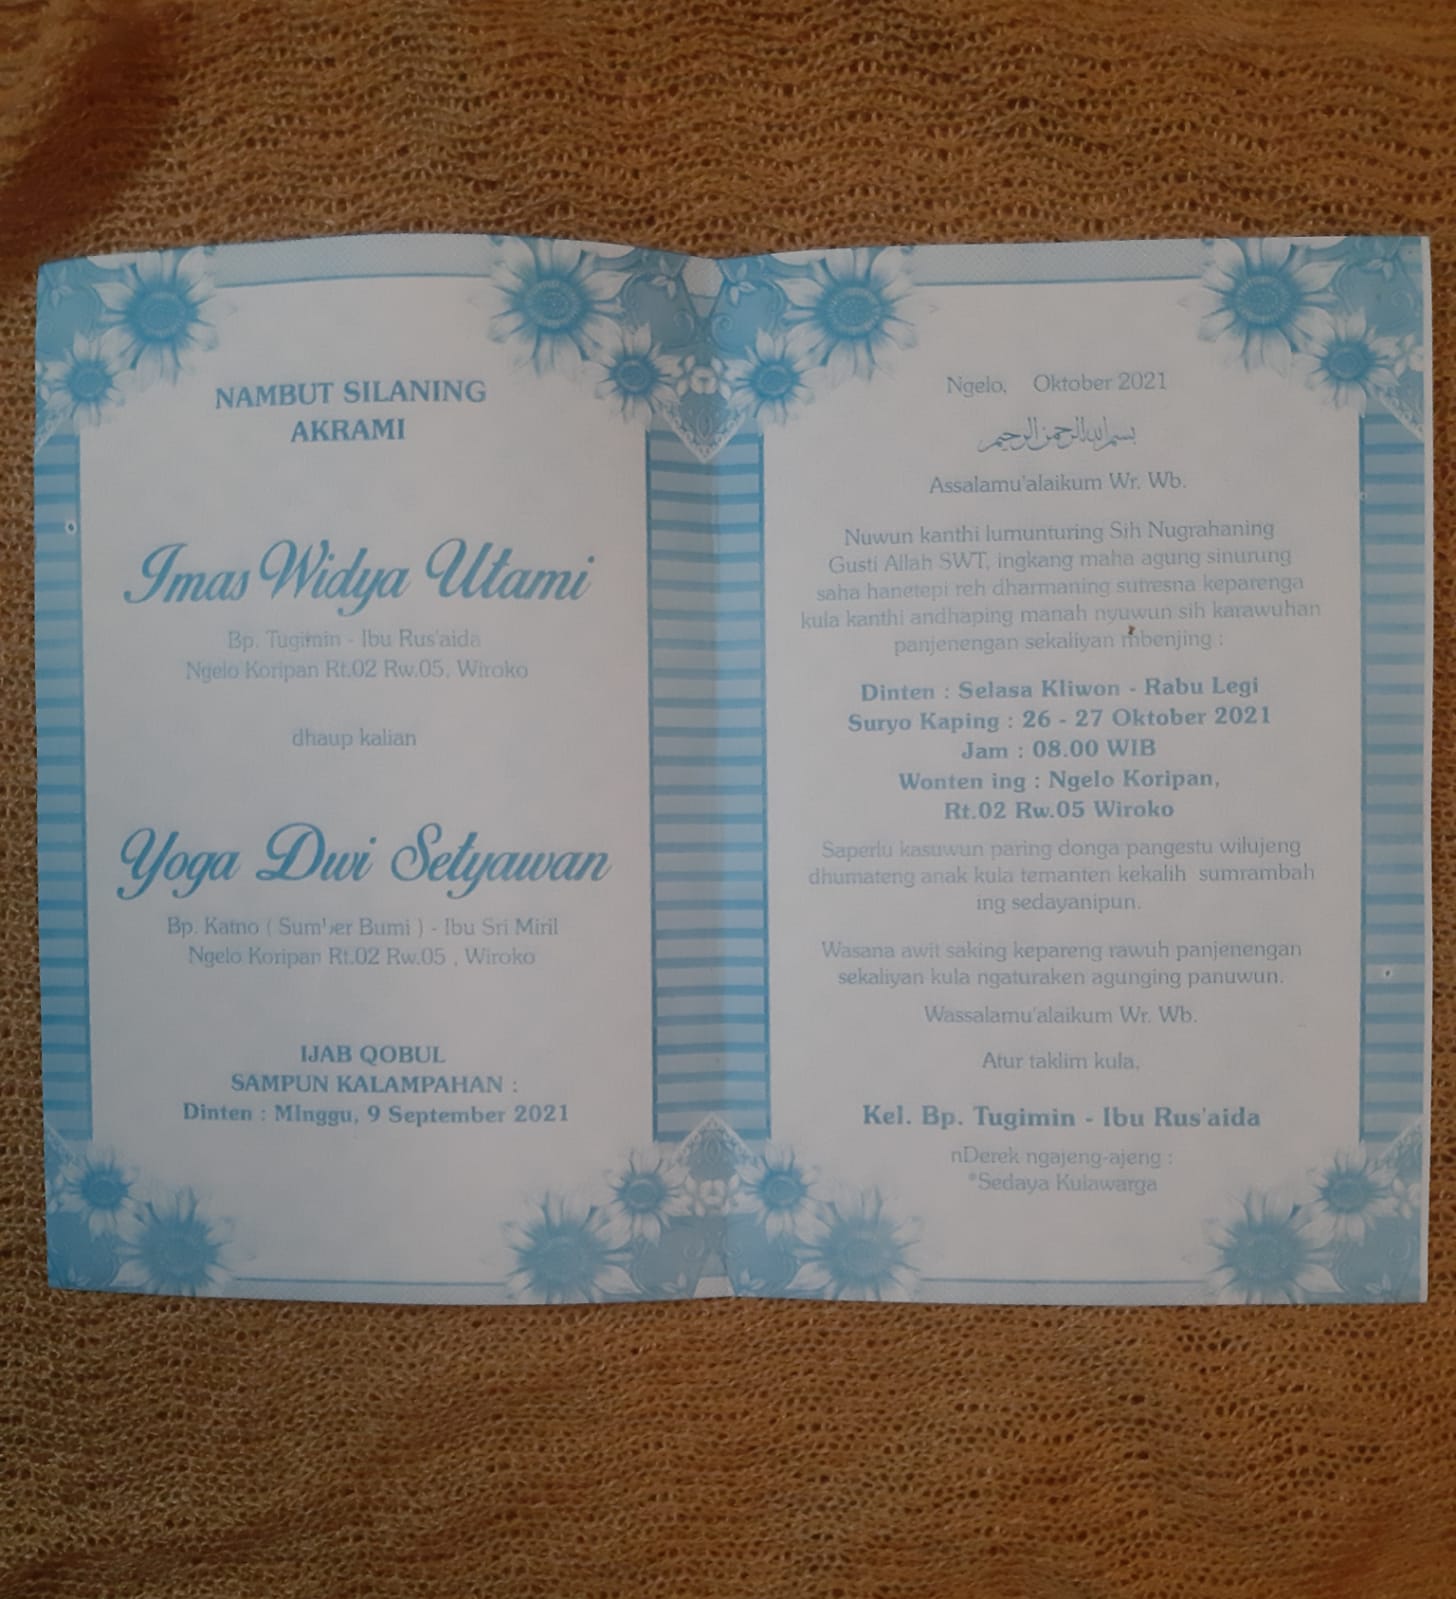 NAMBUT SILANING
AKRAMI
Imas Widya Utami
Bp. Tugimin - Ibu Rus'aida
Ngelo Koripan Rt.02 Rw.05, Wiroko
dhaup kalian
Yoga Dwi Setyawan
Bp. Katno ( Sumber Bumi ) - Ibu Sri Miril
Ngelo Koripan Rt.02 Rw.05 , Wiroko
IJAB QOBUL
SAMPUN KALAMPAHAN :
Dinten : MInggu, 9 September 2021
Ngelo, Oktober 2021
بسم الله الرحمن الرحيم
Assalamu'alaikum Wr. Wb.
Nuwun kanthi lumunturing Sih Nugrahaning
Gusti Allah SWT, ingkang maha agung sinurung
saha hanetepi reh dharmaning sutresna keparenga
kula kanthi andhaping manah nyuwun sih karawuhan
panjenengan sekaliyan mbenjing :
Dinten : Selasa Kliwon - Rabu Legi
Suryo Kaping : 26 - 27 Oktober 2021
Jam : 08.00 WIB
Wonten ing : Ngelo Koripan,
Rt.02 Rw.05 Wiroko
Saperlu kasuwun paring donga pangestu wilujeng
dhumateng anak kula temanten kekalih sumrambah
ing sedayanipun.
Wasana awit saking kepareng rawuh panjenengan
sekaliyan kula ngaturaken agunging panuwun.
Wassalamu'alaikum Wr. Wb.
Atur taklim kula,
Kel. Bp. Tugimin - Ibu Rus'aida
nDerek ngajeng-ajeng :
*Sedaya Kulawarga